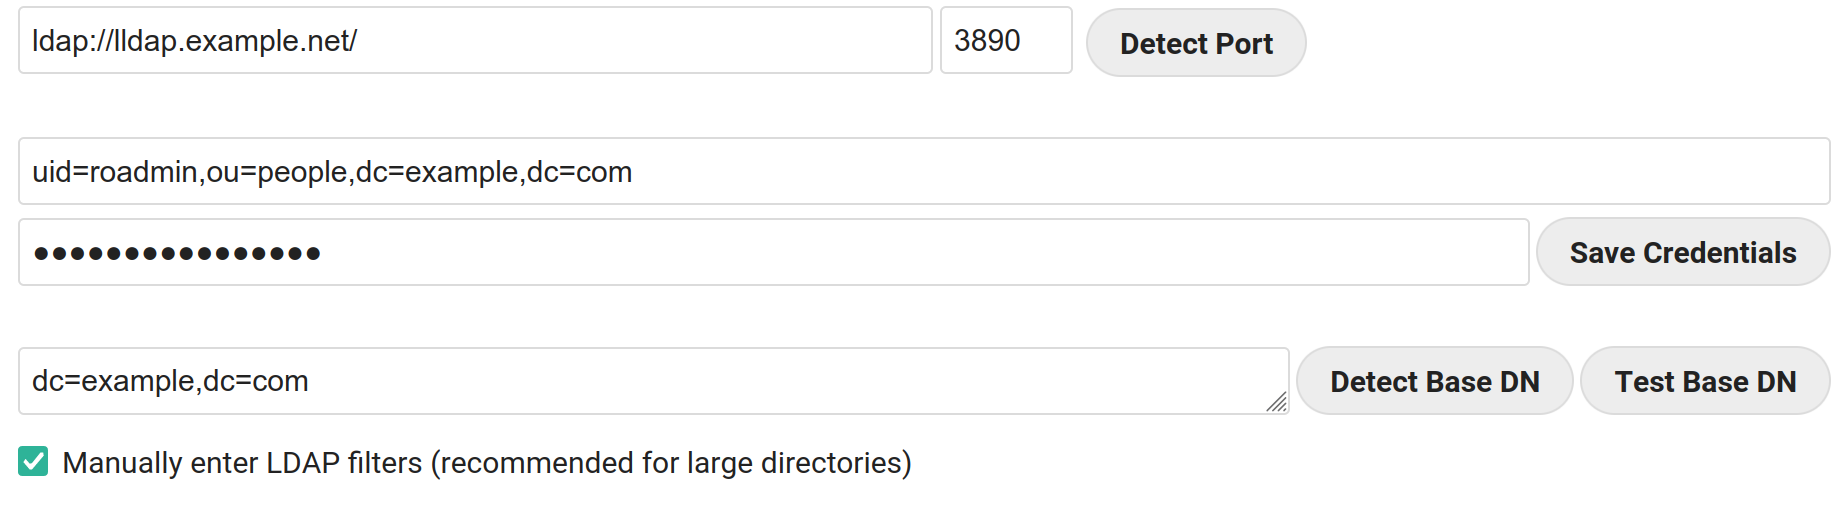 ldap://lldap.example.net/ 3890 Detect Port
uid=roadmin,ou=people,dc=example,dc=com
●●●●●●●●●●●●●●●● Save Credentials
dc=example,dc=com Detect Base DN Test Base DN
Manually enter LDAP filters (recommended for large directories)